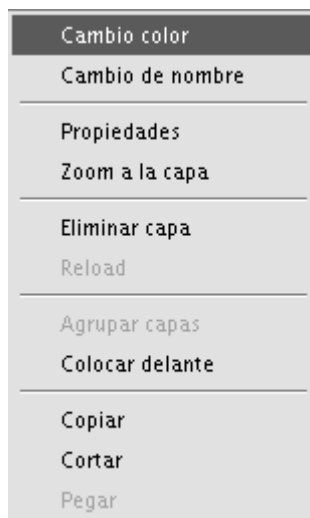 Cambio color
Cambio de nombre
Propiedades
Zoom a la capa
Eliminar capa
Reload
Agrupar capas
Colocar delante
Copiar
Cortar
Pegar